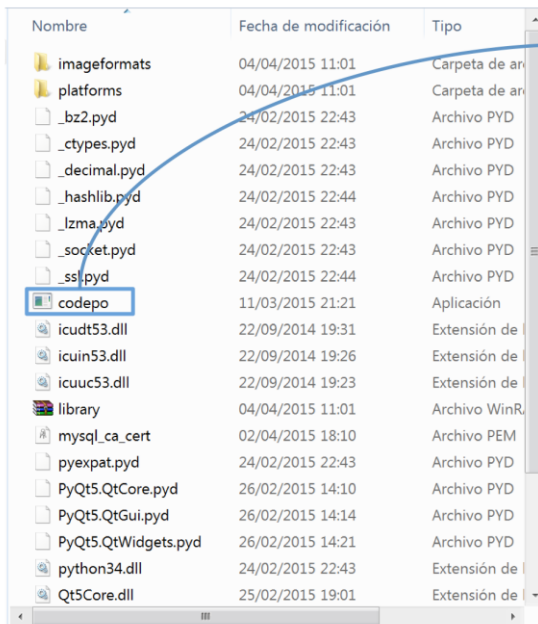 Nombre Fecha de modificación Tipo
imageformats 04/04/2015 11:01 Carpeta de ar
platforms 04/04/2015 11:01 Carpeta de ar
_bz2.pyd 24/02/2015 22:43 Archivo PYD
_ctypes.pyd 24/02/2015 22:43 Archivo PYD
_decimal.pyd 24/02/2015 22:43 Archivo PYD
_hashlib.pyd 24/02/2015 22:44 Archivo PYD
_lzma.pyd 24/02/2015 22:43 Archivo PYD
_socket.pyd 24/02/2015 22:43 Archivo PYD
_ssl.pyd 24/02/2015 22:44 Archivo PYD
codepo 11/03/2015 21:21 Aplicación
icudt53.dll 22/09/2014 19:31 Extensión de l
icuin53.dll 22/09/2014 19:26 Extensión de l
icuuc53.dll 22/09/2014 19:23 Extensión de l
library 04/04/2015 11:01 Archivo WinR
mysql_ca_cert 02/04/2015 18:10 Archivo PEM
pyexpat.pyd 24/02/2015 22:43 Archivo PYD
PyQt5.QtCore.pyd 26/02/2015 14:10 Archivo PYD
PyQt5.QtGui.pyd 26/02/2015 14:14 Archivo PYD
PyQt5.QtWidgets.pyd 26/02/2015 14:21 Archivo PYD
python34.dll 24/02/2015 22:43 Extensión de l
Qt5Core.dll 25/02/2015 19:01 Extensión de l